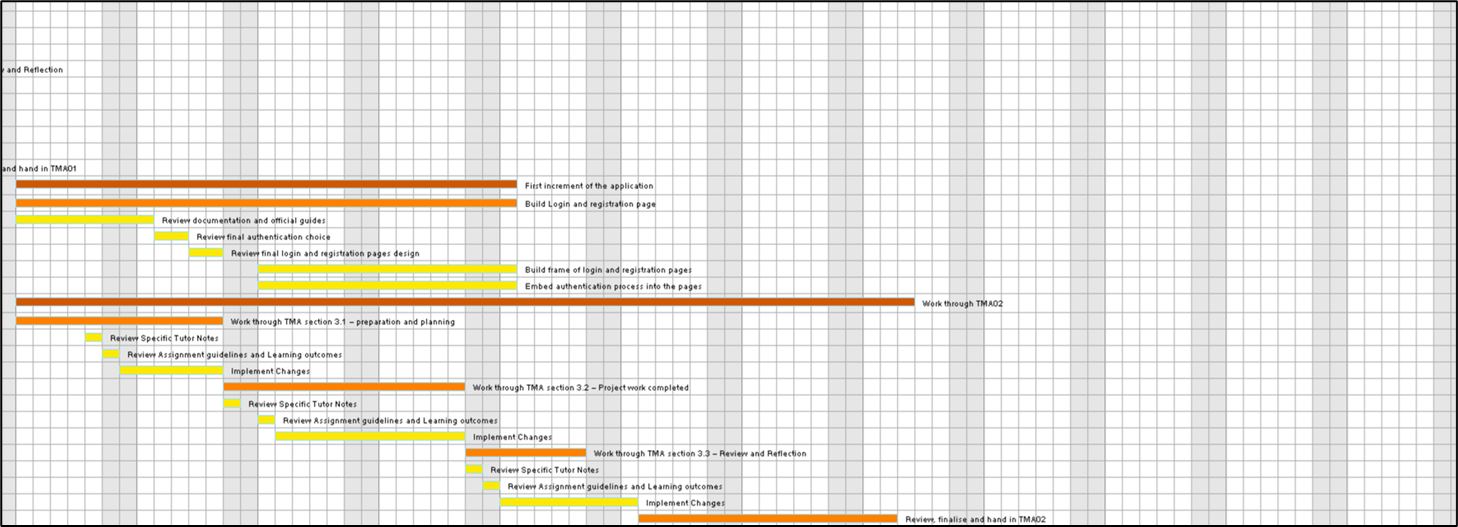 and Reflection
and hand in TMA01
First increment of the application
Build Login and registration page
Review documentation and official guides
Review final authentication choice
Review final login and registration pages design
Build frame of login and registration pages
Embed authentication process into the pages
Work through TMA02
Work through TMA section 3.1 – preparation and planning
Review Specific Tutor Notes
Review Assignment guidelines and Learning outcomes
Implement Changes
Work through TMA section 3.2 – Project work completed
Review Specific Tutor Notes
Review Assignment guidelines and Learning outcomes
Implement Changes
Work through TMA section 3.3 – Review and Reflection
Review Specific Tutor Notes
Review Assignment guidelines and Learning outcomes
Implement Changes
Review, finalise and hand in TMA02